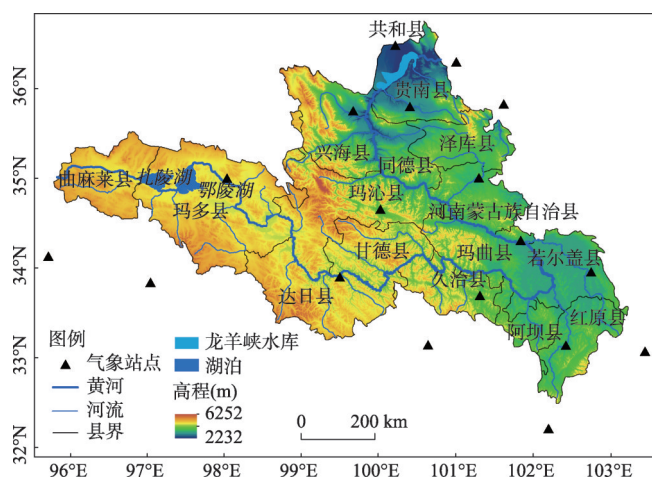 共和县
36°N
贵南县
泽库县
兴海县
同德县
35°N
曲麻莱县
扎陵湖
鄂陵湖
玛多县
玛沁县
河南蒙古族自治县
34°N
甘德县
玛曲县
若尔盖县
达日县
久治县
红原县
阿坝县
33°N
32°N
图例
气象站点
黄河
河流
县界
龙羊峡水库
湖泊
高程(m)
6252
2232
0 200 km
96°E 97°E 98°E 99°E 100°E 101°E 102°E 103°E